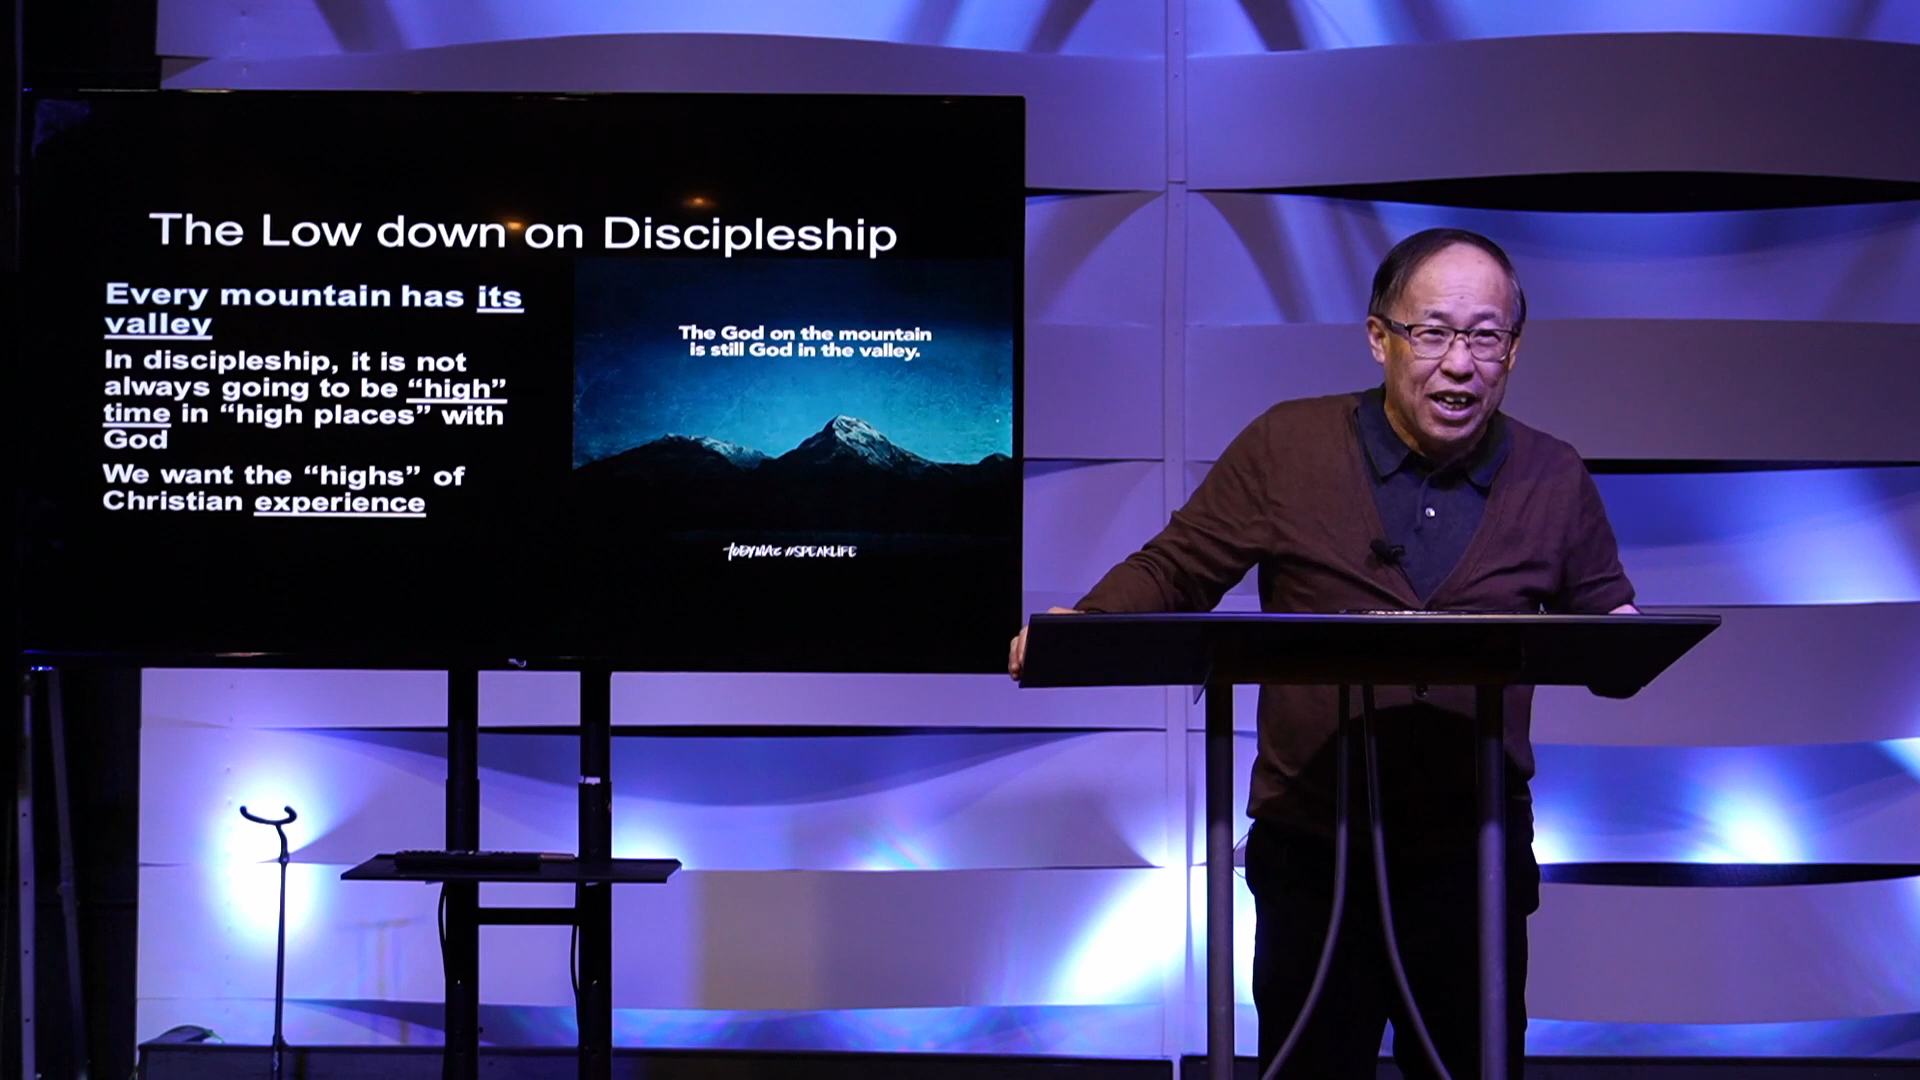 The Low down on Discipleship
Every mountain has its
valley
In discipleship, it is not
always going to be “high”
time in “high places” with
God
We want the “highs” of
Christian experience
The God on the mountain
is still God in the valley.
TOBYMAC //SPEAKLIFE